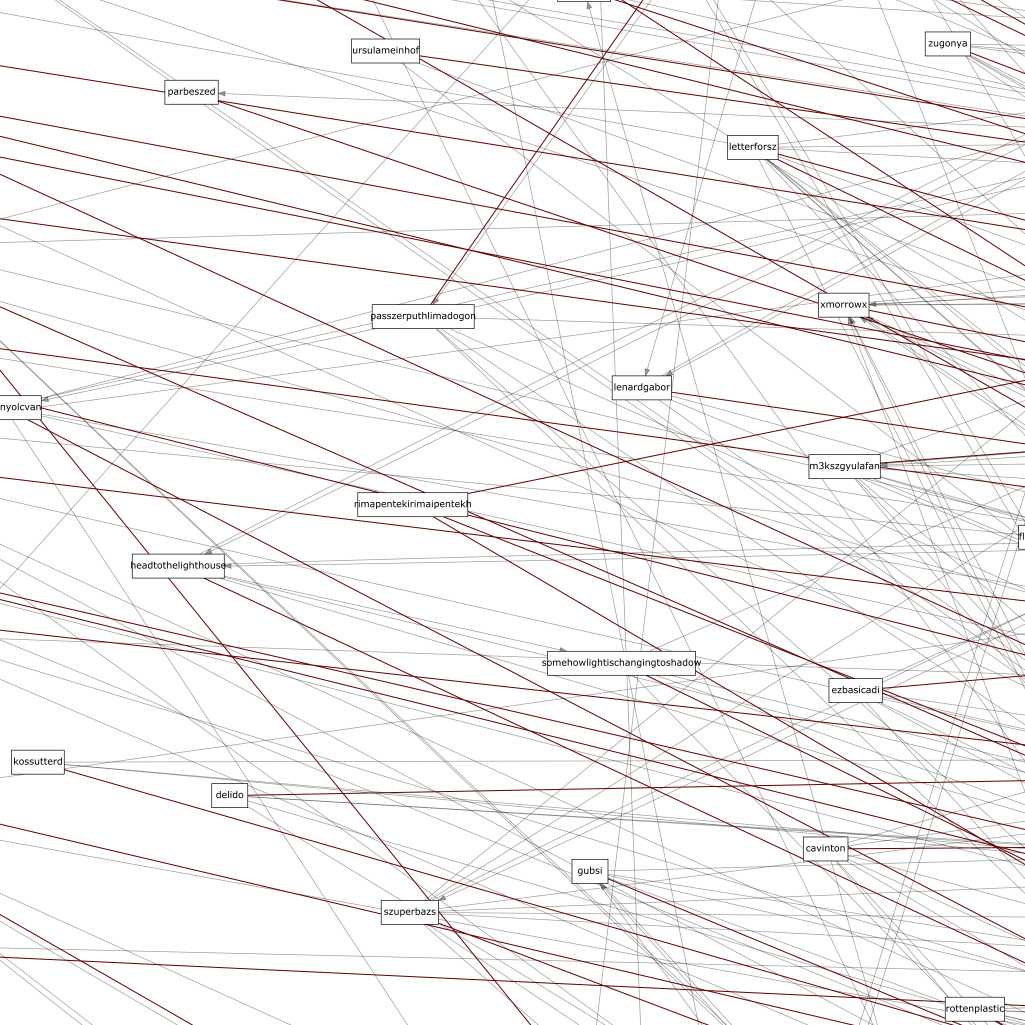 zugonya
ursulameinhof
parbeszed
letterforsz
xmorrowx
passzerputhlimadogon
lenardgabor
nyolcvan
m3kszgyulafan
rimapentekirimaipentekh
headtothelighthouse
somehowlightischangingtoshadow
ezbasicadi
kossutterd
delido
cavinton
gubsi
szuperbazs
rottenplastic